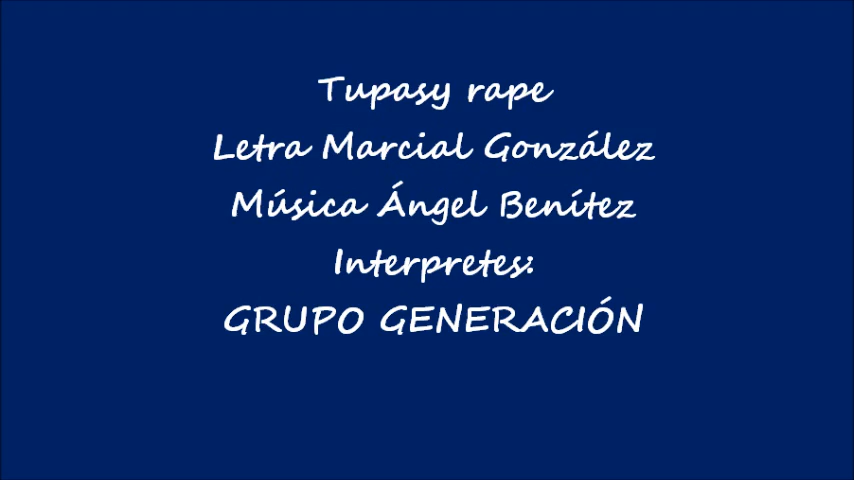 Tupasy rape
Letra Marcial González
Música Ángel Benítez
Interpretes:
GRUPO GENERACIÓN